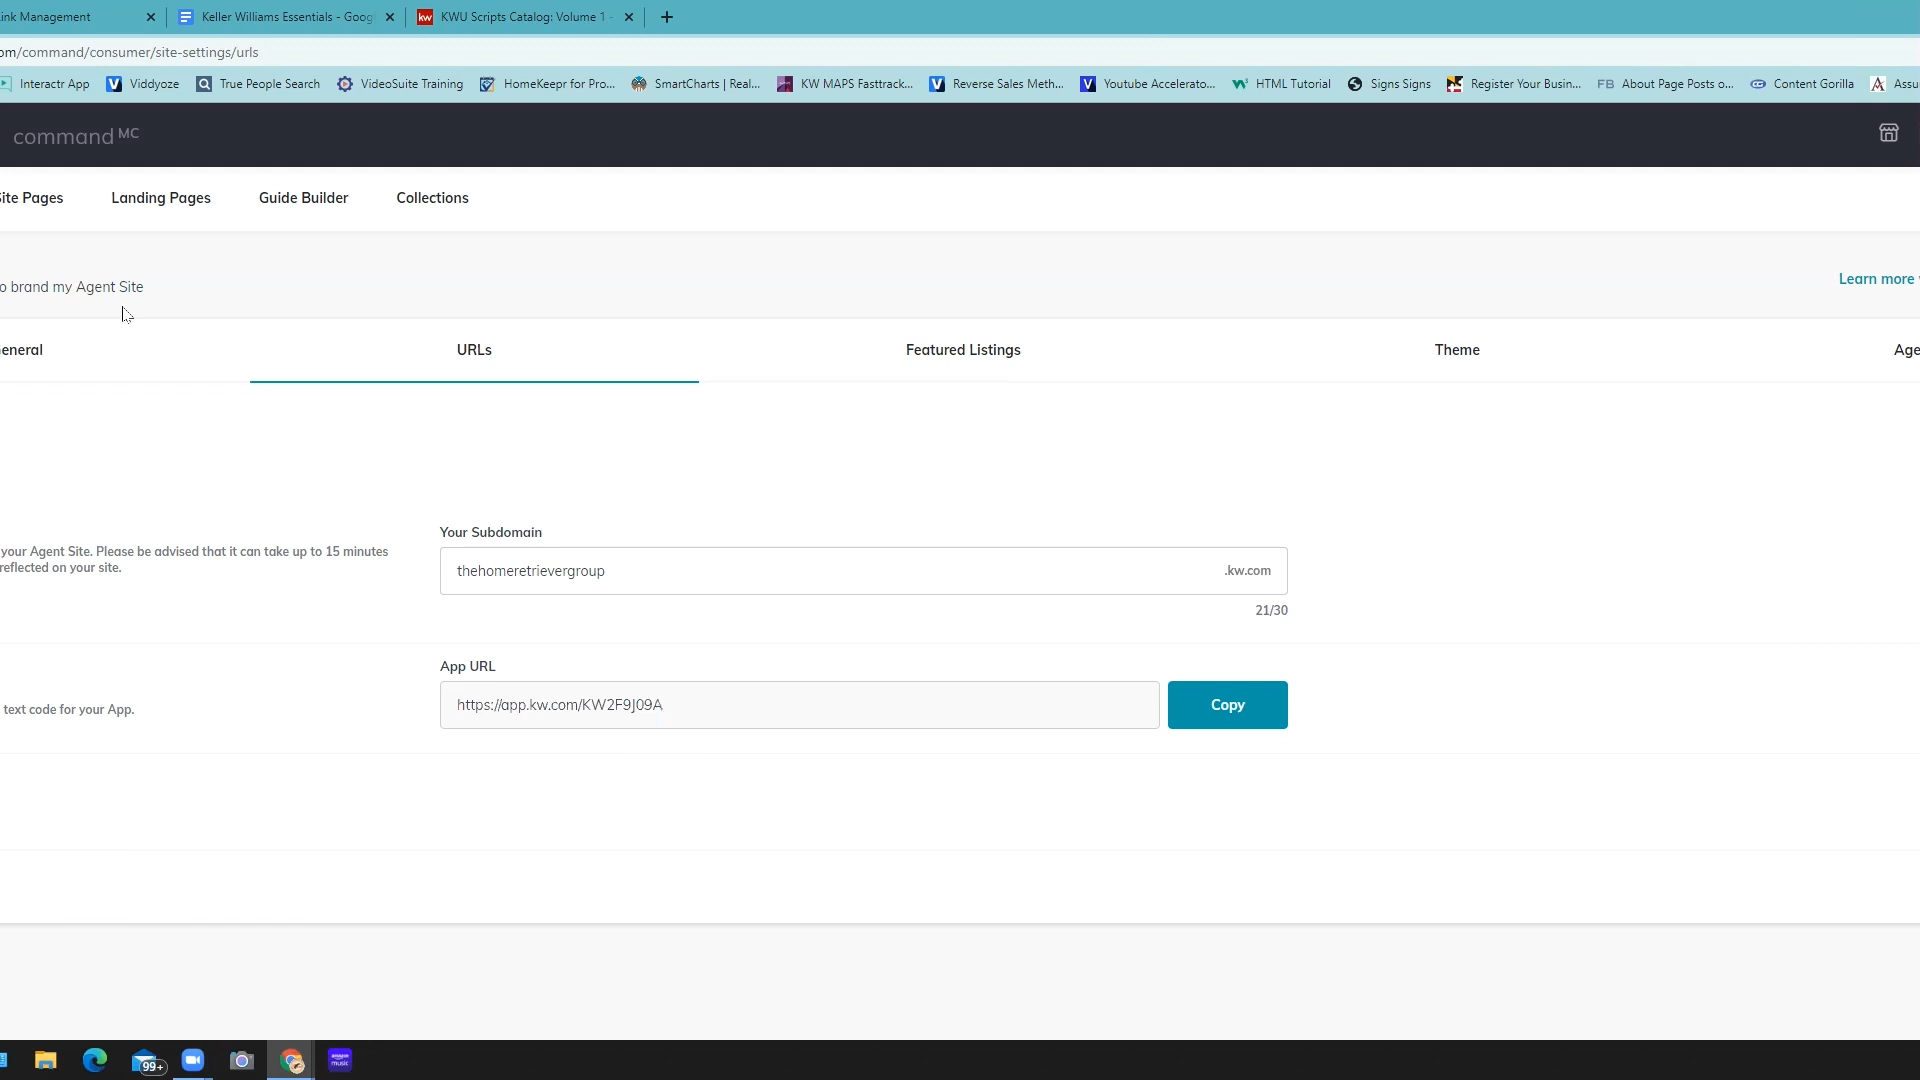 ink Management
Keller Williams Essentials - Goog
KWU Scripts Catalog: Volume 1 -
om/command/consumer/site-settings/urls
Interactr App
Viddyoze
True People Search
VideoSuite Training
HomeKeepr for Pro...
SmartCharts | Real...
KW MAPS Fasttrack...
Reverse Sales Meth...
Youtube Accelerato...
HTML Tutorial
Signs Signs
Register Your Busin...
FB About Page Posts o...
Content Gorilla
Assu
command MC
Site Pages
Landing Pages
Guide Builder
Collections
o brand my Agent Site
Learn more
eneral
URLs
Featured Listings
Theme
Age
Your Subdomain
your Agent Site. Please be advised that it can take up to 15 minutes
reflected on your site.
thehomeretrievergroup
.kw.com
21/30
App URL
text code for your App.
https://app.kw.com/KW2F9J09A
Copy
99+
amazon music